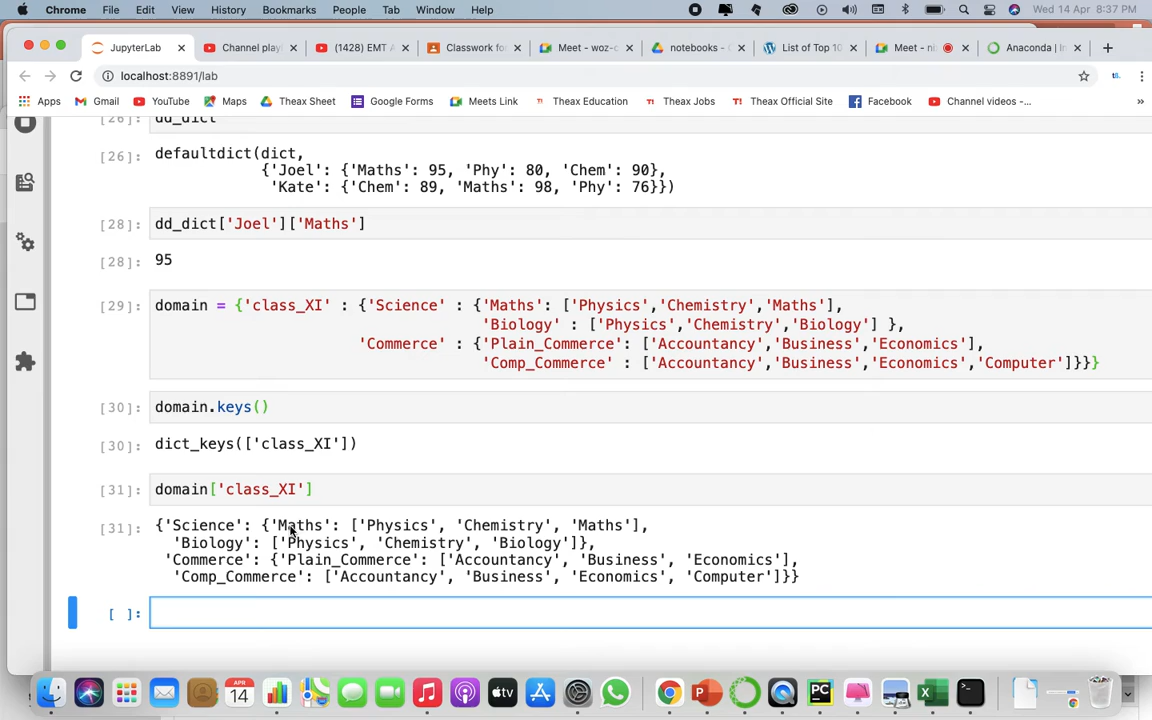 Chrome File Edit View History Bookmarks People Tab Window Help Wed 14 Apr 8:37 PM
JupyterLab Channel play (1428) EMT A Classwork fo Meet - woz-c notebooks - List of Top 10 Meet - ni Anaconda | In
localhost:8891/lab
Apps Gmail YouTube Maps Theax Sheet Google Forms Meets Link Theax Education Theax Jobs Theax Official Site Facebook Channel videos -... »
[26]: dd_dict
[26]: defaultdict(dict,
{'Joel': {'Maths': 95, 'Phy': 80, 'Chem': 90},
'Kate': {'Chem': 89, 'Maths': 98, 'Phy': 76}})
[28]: dd_dict['Joel']['Maths']
[28]: 95
[29]: domain = {'class_XI' : {'Science' : {'Maths': ['Physics','Chemistry','Maths'],
'Biology' : ['Physics','Chemistry','Biology'] },
'Commerce' : {'Plain_Commerce': ['Accountancy','Business','Economics'],
'Comp_Commerce' : ['Accountancy','Business','Economics','Computer']}}}
[30]: domain.keys()
[30]: dict_keys(['class_XI'])
[31]: domain['class_XI']
[31]: {'Science': {'Maths': ['Physics', 'Chemistry', 'Maths'],
'Biology': ['Physics', 'Chemistry', 'Biology']},
'Commerce': {'Plain_Commerce': ['Accountancy', 'Business', 'Economics'],
'Comp_Commerce': ['Accountancy', 'Business', 'Economics', 'Computer']}}
[ ]:
APR
14
tv
PC